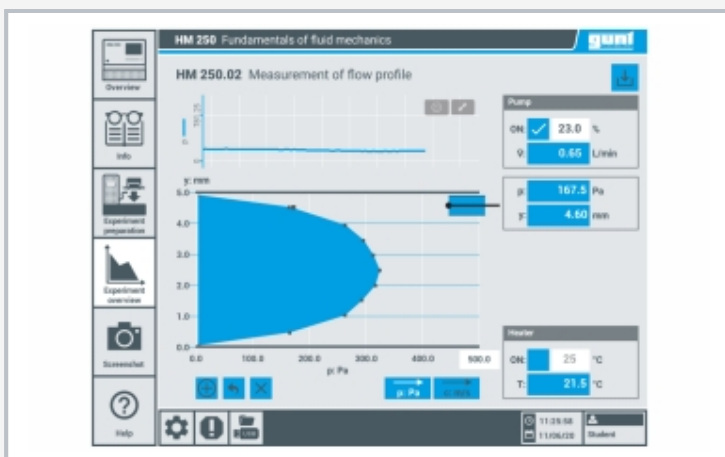 HM 250 Fundamentals of fluid mechanics
gunt
HM 250.02 Measurement of flow profile
Overview
Info
Experiment
preparation
Experiment
overview
Screenshot
Help
0
y: mm
5.0
4.0
3.0
2.0
1.0
0.0
0.0 100.0 200.0 300.0 400.0 500.0
p: Pa
p: Pa
Pump
ON: 23.0 %
0.65 L/min
p: 167.5 Pa
y: 4.60 mm
Heater
ON: 25 °C
T: 21.5 °C
11/06/20 Student